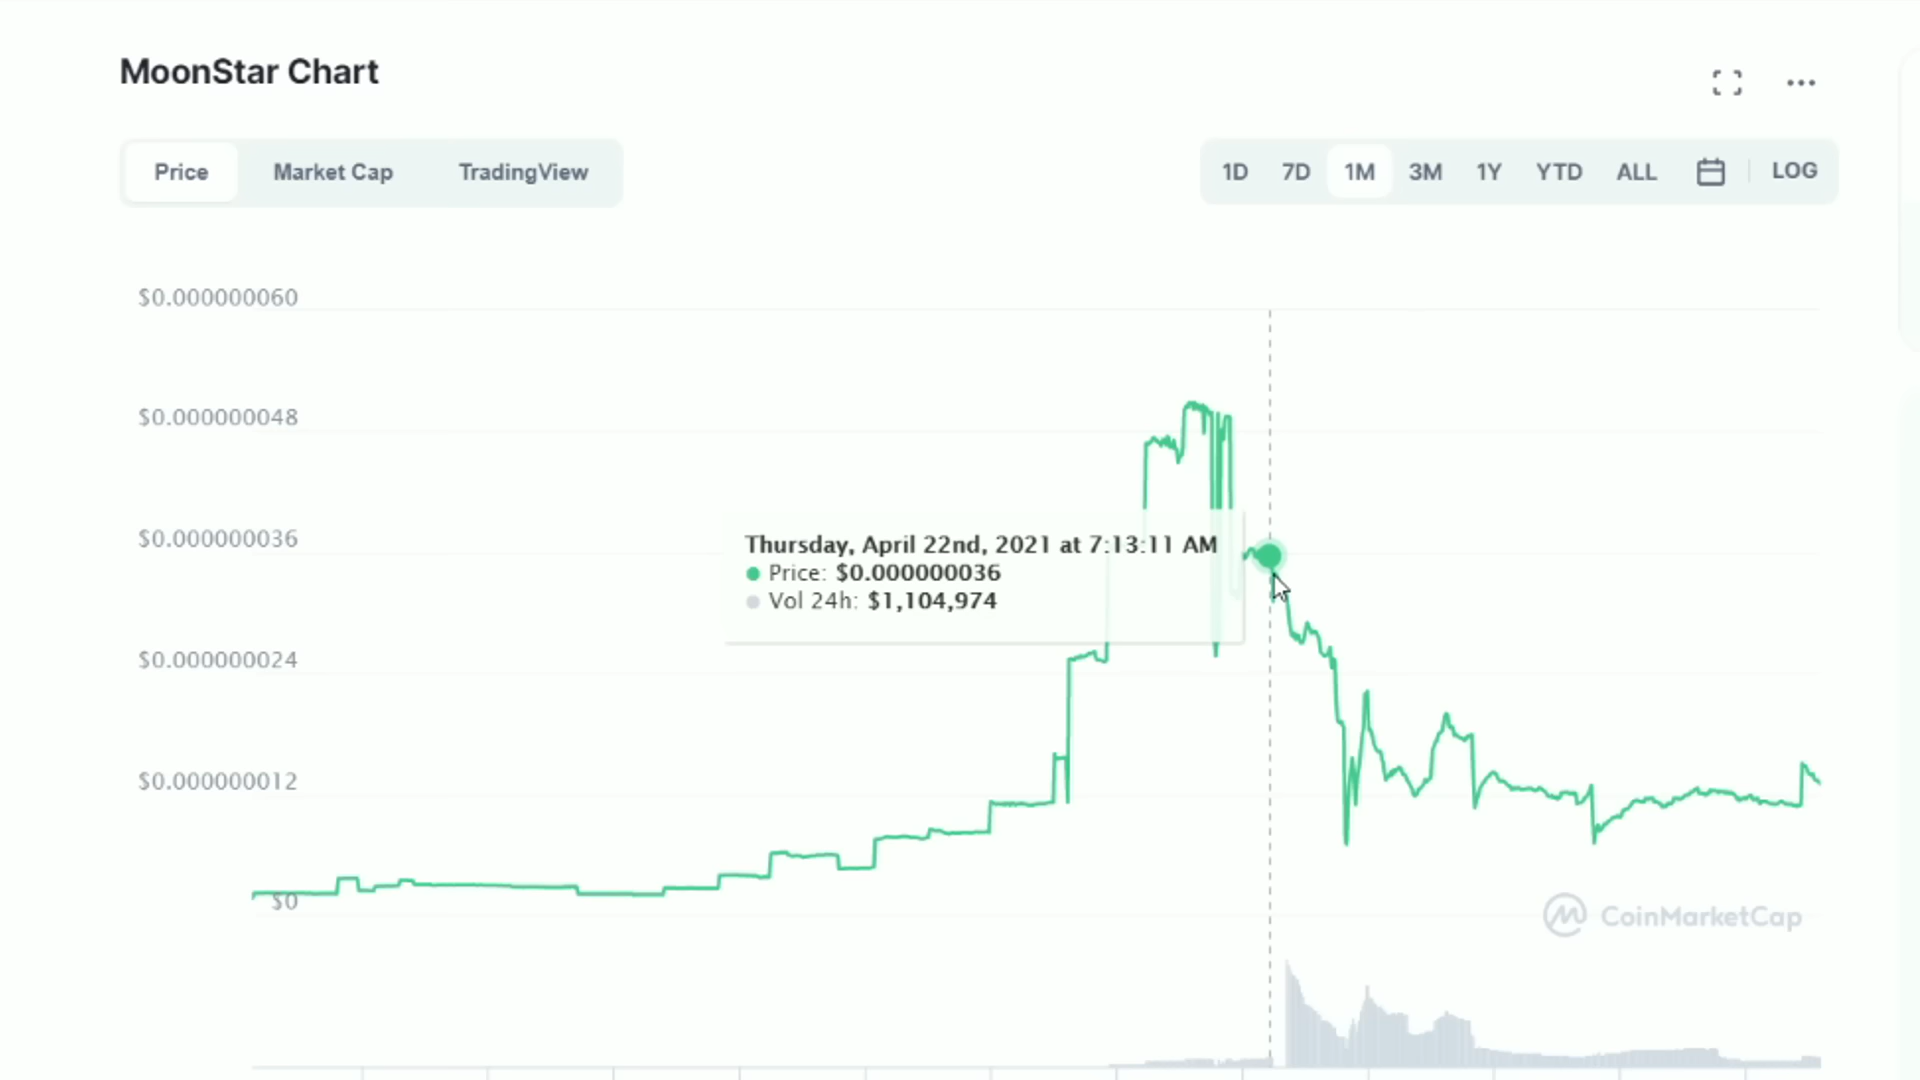 MoonStar Chart
Price Market Cap TradingView
1D 7D 1M 3M 1Y YTD ALL LOG
$0.000000060
$0.000000048
$0.000000036
$0.000000024
$0.000000012
$0
Thursday, April 22nd, 2021 at 7:13:11 AM
Price: $0.000000036
Vol 24h: $1,104,974
CoinMarketCap